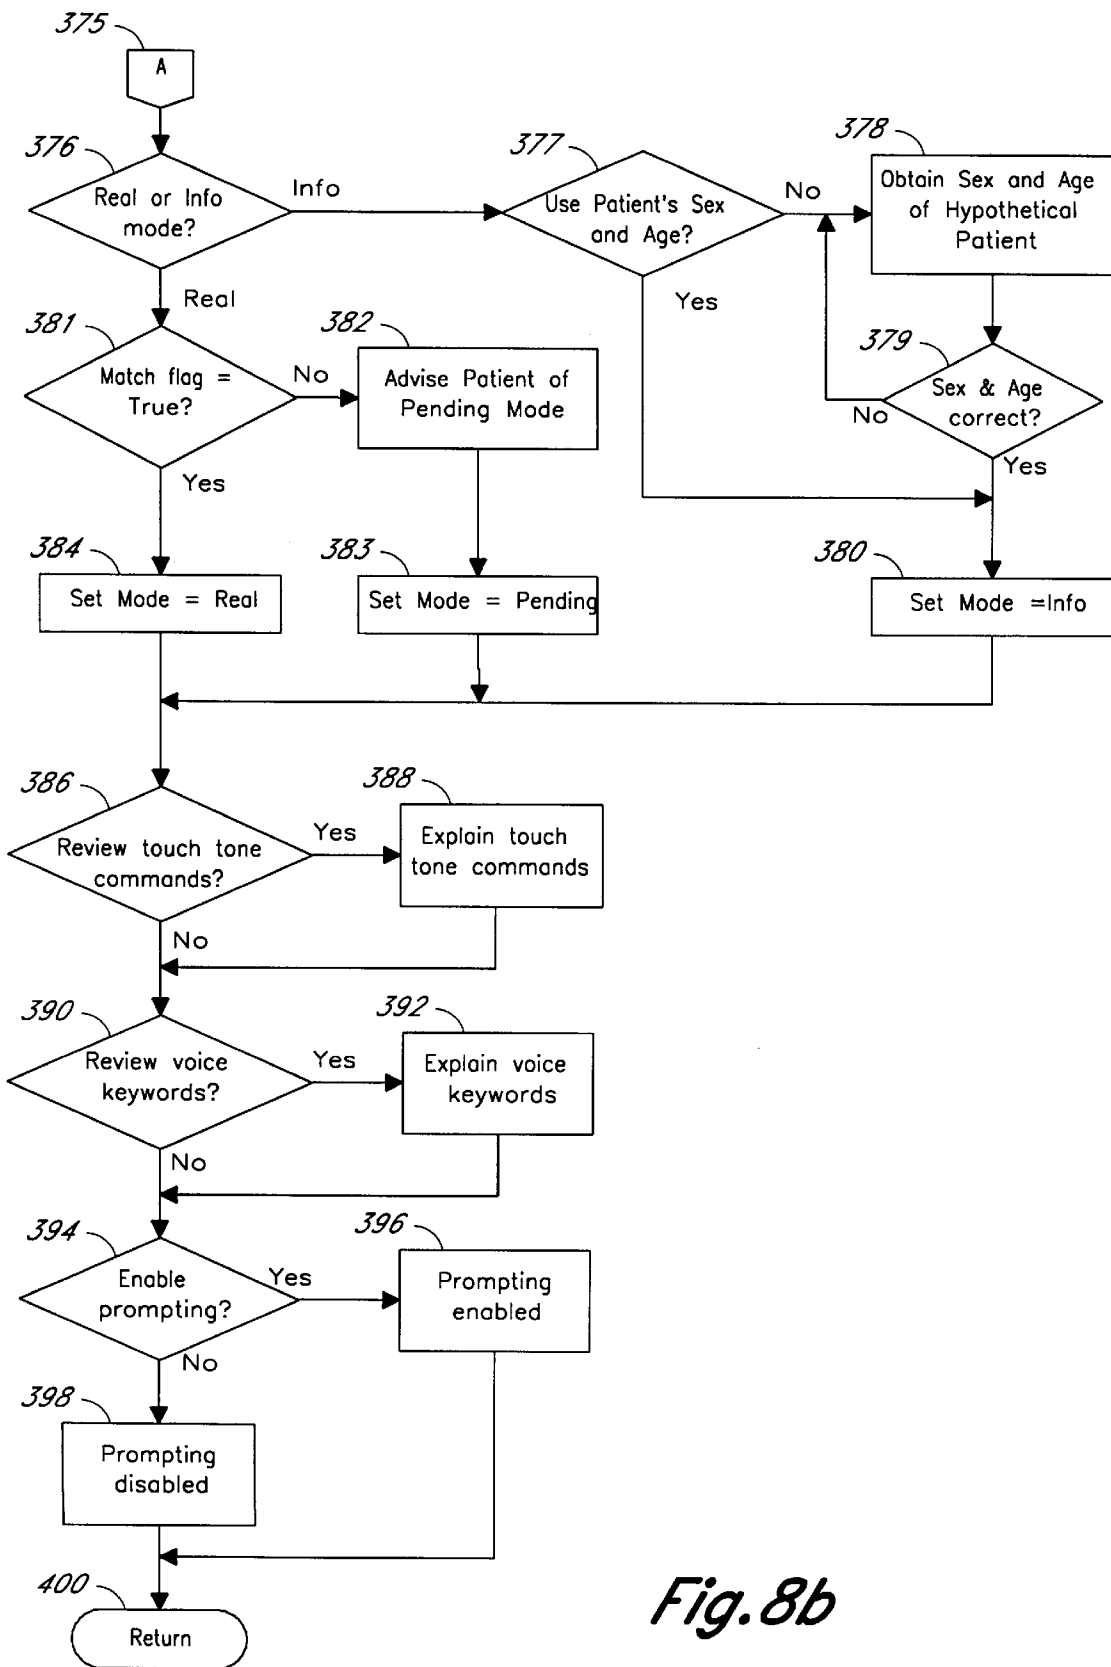 375
A
376
Real or Info
mode?
Info
377
Use Patient's Sex
and Age?
No
378
Obtain Sex and Age
of Hypothetical
Patient
Yes
Real
381
Match flag =
True?
No
382
Advise Patient of
Pending Mode
379
Sex & Age
correct?
No
Yes
Yes
384
Set Mode = Real
383
Set Mode = Pending
380
Set Mode =Info
386
Review touch tone
commands?
Yes
388
Explain touch
tone commands
No
390
Review voice
keywords?
Yes
392
Explain voice
keywords
No
394
Enable
prompting?
Yes
396
Prompting
enabled
No
398
Prompting
disabled
400
Return
Fig.8b